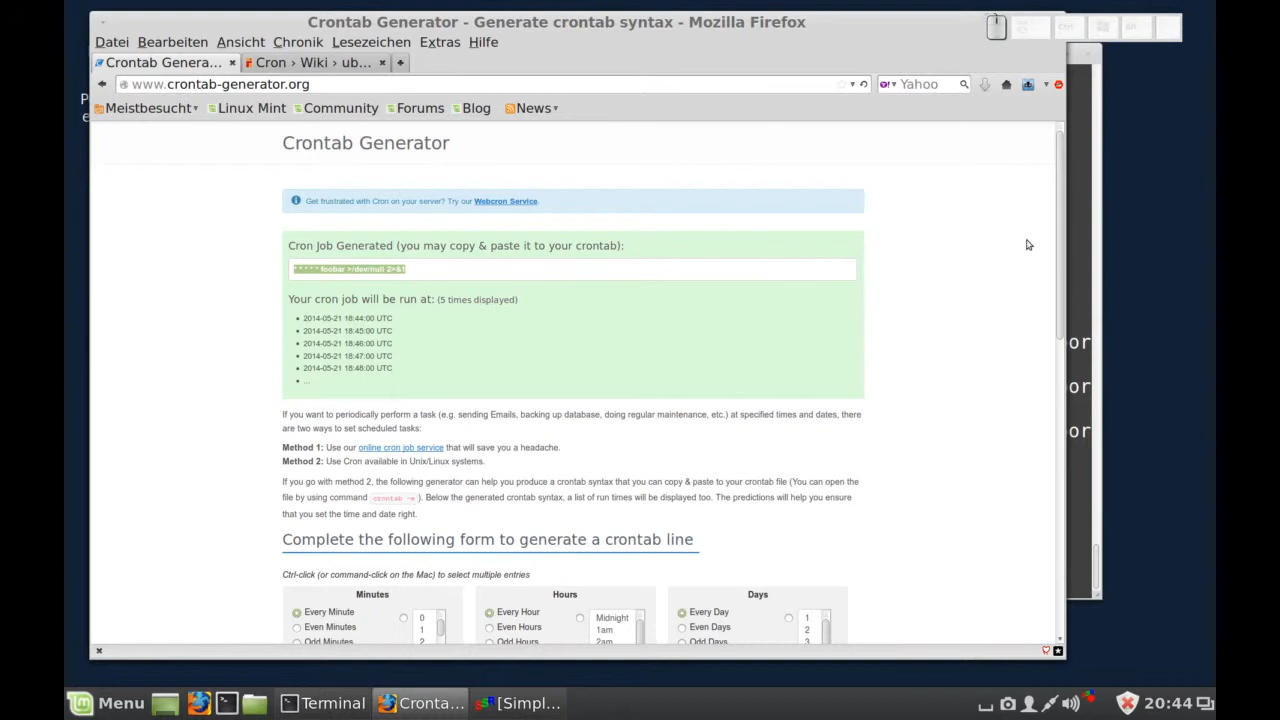 Crontab Generator - Generate crontab syntax - Mozilla Firefox
Datei Bearbeiten Ansicht Chronik Lesezeichen Extras Hilfe
Crontab Genera... Cron › Wiki › ub...
www.crontab-generator.org
Yahoo
Meistbesucht Linux Mint Community Forums Blog News
Crontab Generator
Get frustrated with Cron on your server? Try our Webcron Service.
Cron Job Generated (you may copy & paste it to your crontab):
* * * * * foobar >/dev/null 2>&1
Your cron job will be run at: (5 times displayed)
2014-05-21 18:44:00 UTC
2014-05-21 18:45:00 UTC
2014-05-21 18:46:00 UTC
2014-05-21 18:47:00 UTC
2014-05-21 18:48:00 UTC
...
If you want to periodically perform a task (e.g. sending Emails, backing up database, doing regular maintenance, etc.) at specified times and dates, there
are two ways to set scheduled tasks:
Method 1: Use our online cron job service that will save you a headache.
Method 2: Use Cron available in Unix/Linux systems.
If you go with method 2, the following generator can help you produce a crontab syntax that you can copy & paste to your crontab file (You can open the
file by using command crontab -e ). Below the generated crontab syntax, a list of run times will be displayed too. The predictions will help you ensure
that you set the time and date right.
Complete the following form to generate a crontab line
Ctrl-click (or command-click on the Mac) to select multiple entries
Minutes Hours Days
Every Minute 0 Every Hour Midnight Every Day 1
Even Minutes 1 Even Hours 1am Even Days 2
Odd Minutes 2 Odd Hours 2am Odd Days 3
or
or
or
Menu Terminal Cronta... [Simpl... 20:44